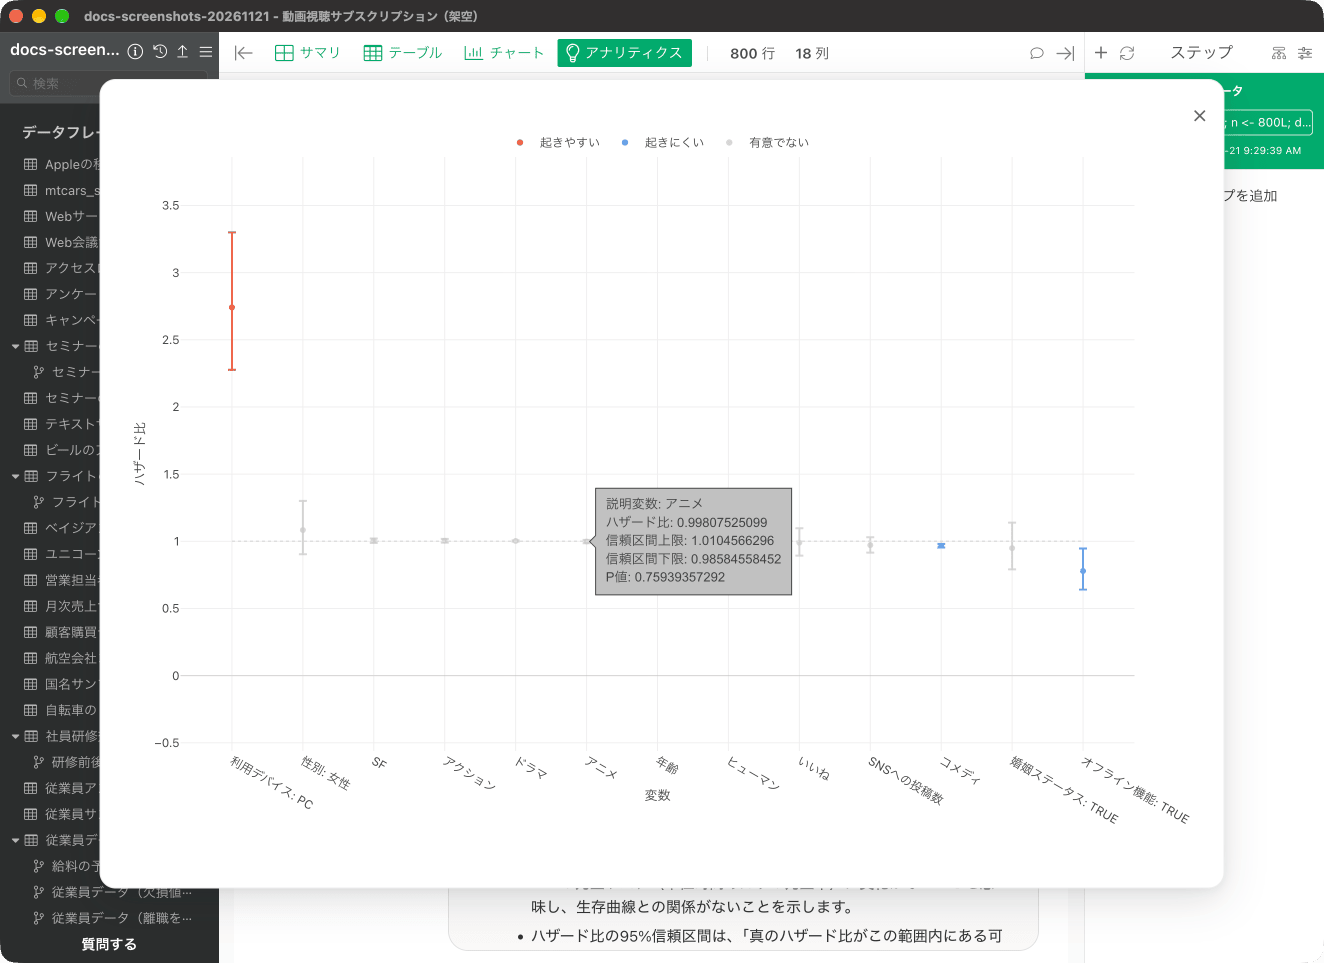 docs-screenshots-20261121 - 動画視聴サブスクリプション（架空）
docs-screen...
サマリ
テーブル
チャート
アナリティクス
800 行
18 列
ステップ
検索
データフレー
Appleの
mtcars_s
Webサー
Web会議
アクセス
アンケー
キャンペ
セミナー
セミナー
セミナー
テキスト
ビールの
フライト
フライト
ベイジア
ユニコー
営業担当
月次売上
顧客購買
航空会社
国名サン
自転車の
社員研修
研修前後
従業員ア
従業員サ
従業員デ
給料の予
従業員データ（欠損値…
従業員データ（離職を…
質問する
ータ
; n <- 800L; d...
-21 9:29:39 AM
プを追加
起きやすい
起きにくい
有意でない
3.5
3
2.5
2
1.5
1
0.5
0
−0.5
ハザード比
説明変数: アニメ
ハザード比: 0.99807525099
信頼区間上限: 1.0104566296
信頼区間下限: 0.98584558452
P値: 0.75939357292
利用デバイス: PC
性別: 女性
SF
アクション
ドラマ
アニメ
年齢
ヒューマン
いいね
SNSへの投稿数
コメディ
婚姻ステータス: TRUE
オフライン機能: TRUE
変数
味し、生存曲線との関係がないことを示します。
• ハザード比の95%信頼区間は、「真のハザード比がこの範囲内にある可